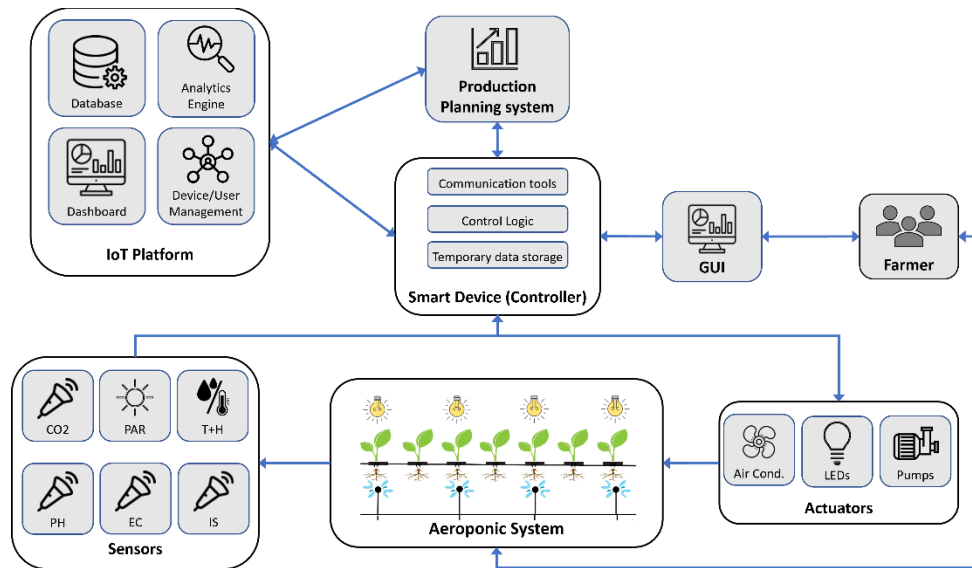 Database
Analytics
Engine
Dashboard
Device/User
Management
IoT Platform
Production
Planning system
Communication tools
Control Logic
Temporary data storage
Smart Device (Controller)
GUI
Farmer
CO2
PAR
T+H
PH
EC
IS
Sensors
Aeroponic System
Air Cond.
LEDs
Pumps
Actuators